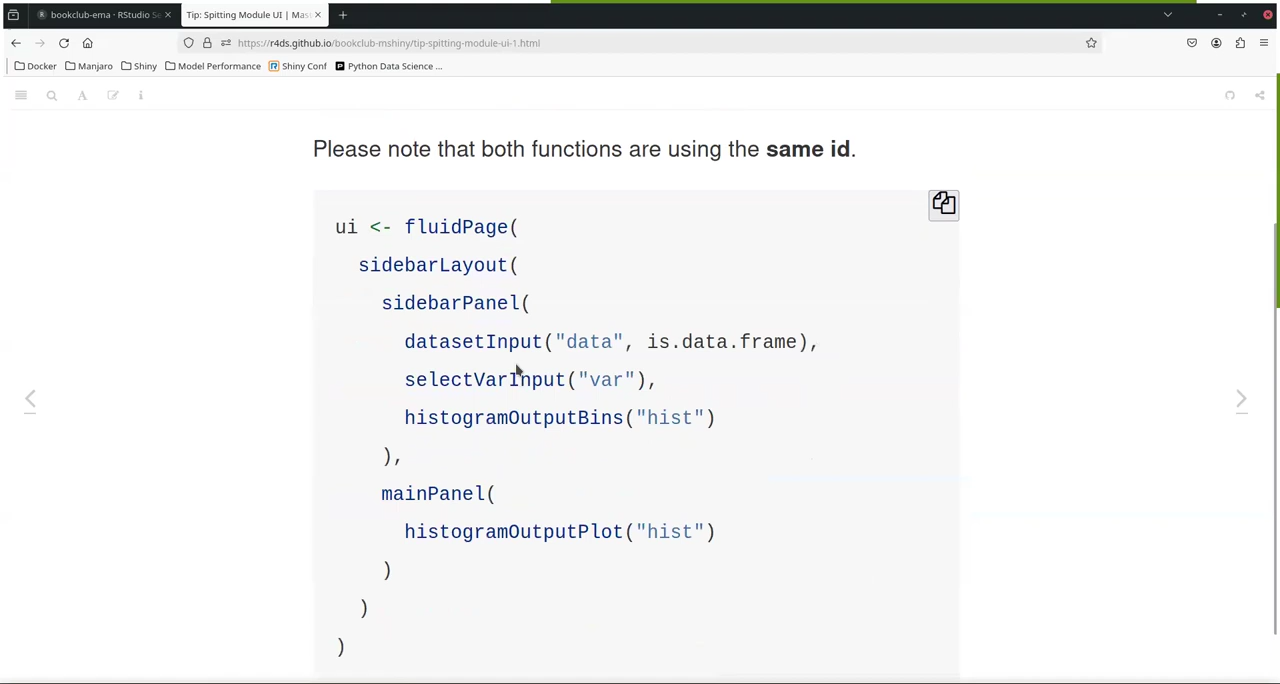 bookclub-ema · RStudio Se
Tip: Spitting Module UI | Mas
https://r4ds.github.io/bookclub-mshiny/tip-spitting-module-ui-1.html
Docker
Manjaro
Shiny
Model Performance
Shiny Conf
Python Data Science ...
Please note that both functions are using the same id.
ui <- fluidPage(
  sidebarLayout(
    sidebarPanel(
      datasetInput("data", is.data.frame),
      selectVarInput("var"),
      histogramOutputBins("hist")
    ),
    mainPanel(
      histogramOutputPlot("hist")
    )
  )
)